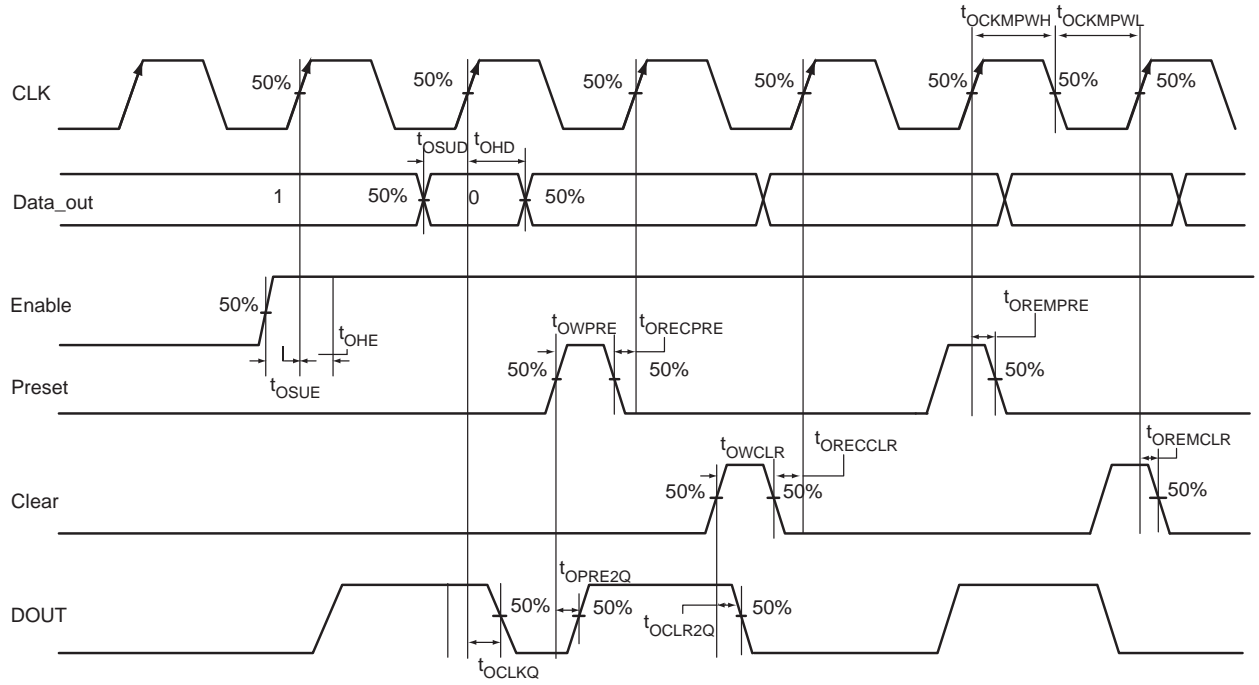 tOCKMPWH tOCKMPWL
CLK
50% 50% 50% 50% 50% 50% 50%
tOSUD tOHD
Data_out
1 50% 0 50%
Enable
50%
tOHE
tOSUE
tOWPRE tORECPRE
tOREMPRE
Preset
50% 50% 50%
tOWCLR tORECCLR
tOREMCLR
Clear
50% 50% 50%
tOPRE2Q
DOUT
50% 50% 50%
tOCLR2Q
tOCLKQ